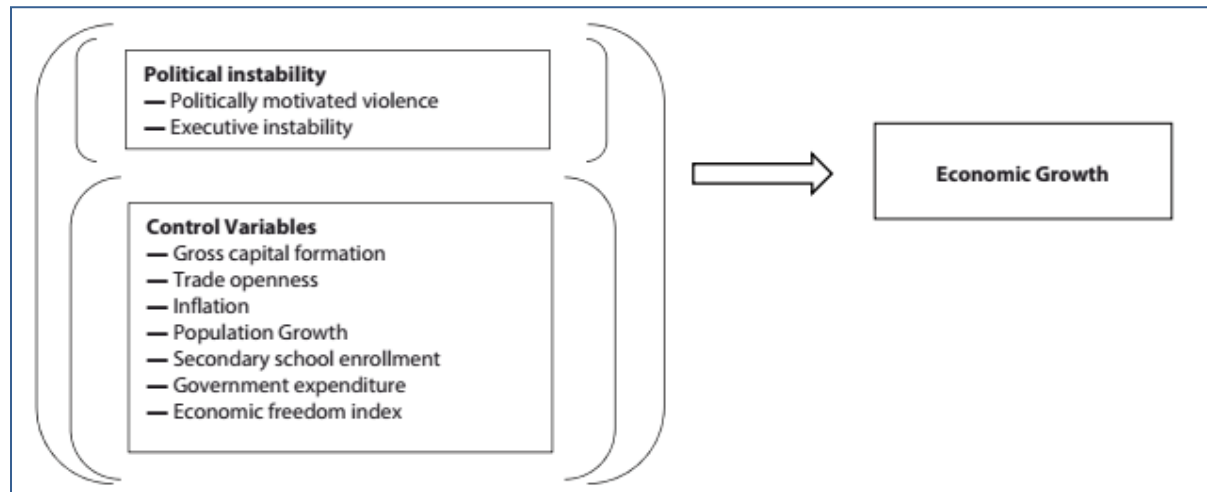 Political instability
— Politically motivated violence
— Executive instability
Economic Growth
Control Variables
— Gross capital formation
— Trade openness
— Inflation
— Population Growth
— Secondary school enrollment
— Government expenditure
— Economic freedom index